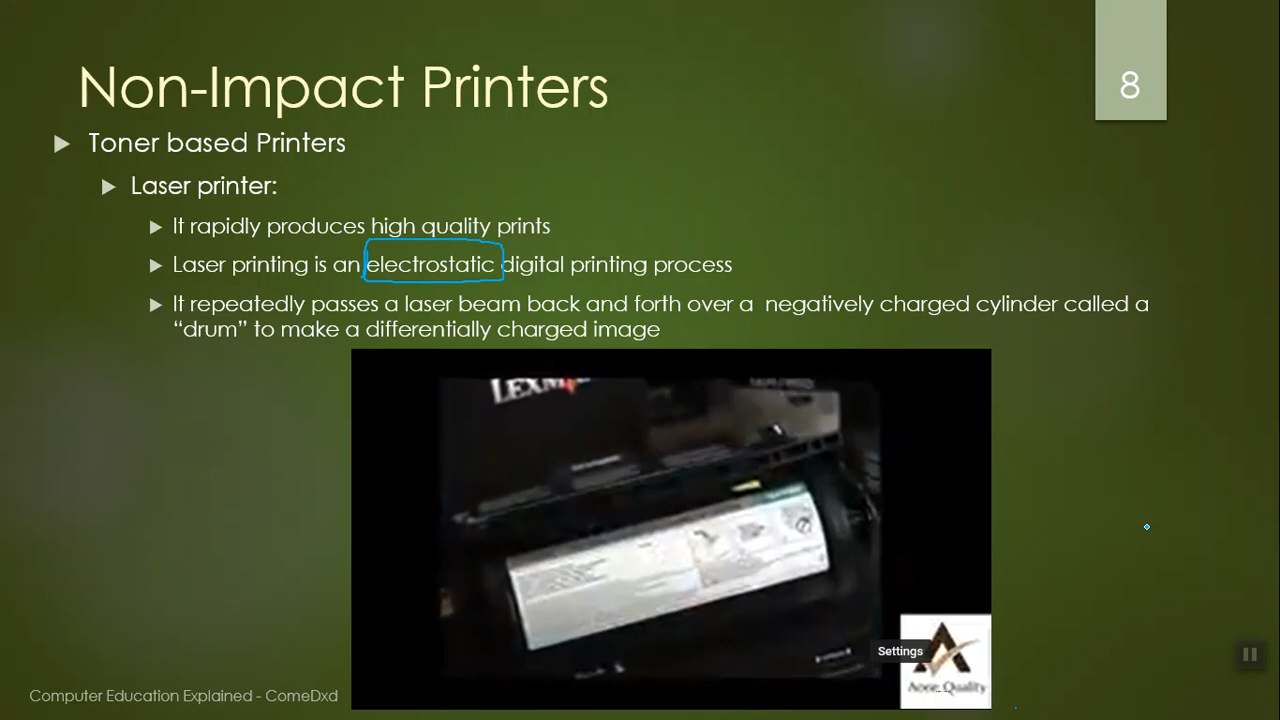 Non-Impact Printers
8
Toner based Printers
Laser printer:
It rapidly produces high quality prints
Laser printing is an electrostatic digital printing process
It repeatedly passes a laser beam back and forth over a negatively charged cylinder called a
“drum” to make a differentially charged image
Settings
Quality
Computer Education Explained - ComeDxd